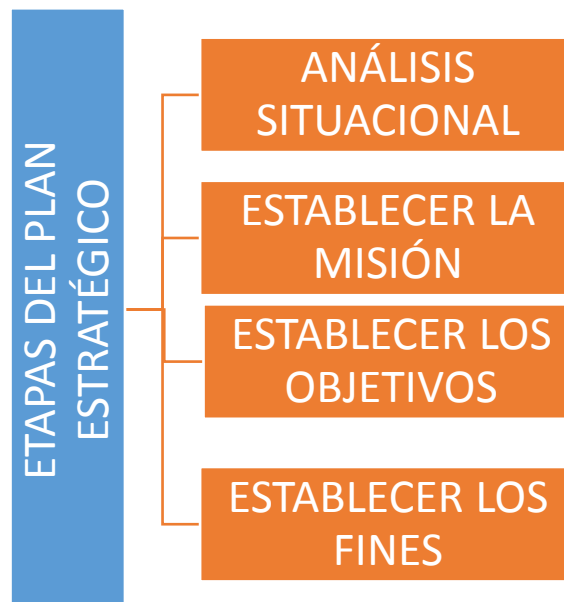 ETAPAS DEL PLAN
ESTRATÉGICO
ANÁLISIS
SITUACIONAL
ESTABLECER LA
MISIÓN
ESTABLECER LOS
OBJETIVOS
ESTABLECER LOS
FINES